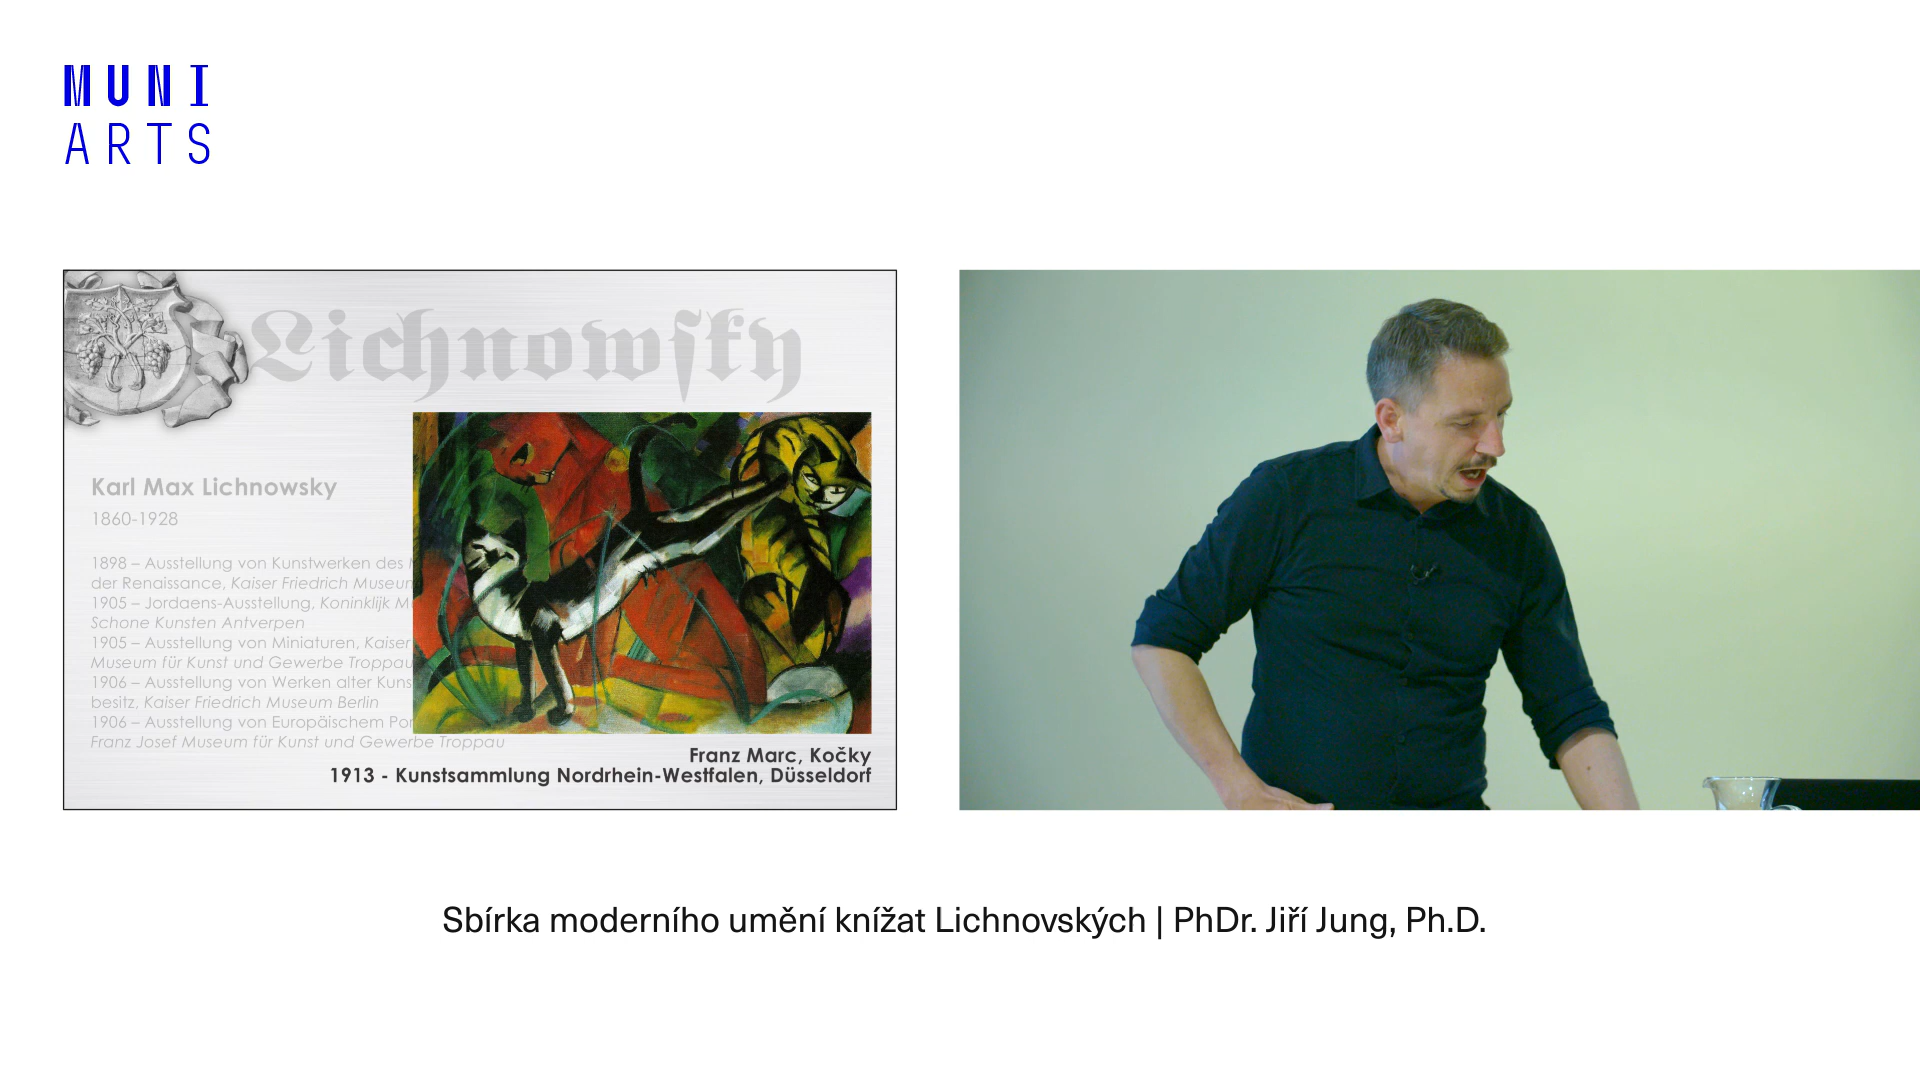 MUNI
ARTS
Lichnowſky
Karl Max Lichnowsky
1860-1928
1898 – Ausstellung von Kunstwerken des
der Renaissance, Kaiser Friedrich Museum
1905 – Jordaens-Ausstellung, Koninklijk
Schone Kunsten Antverpen
1905 – Ausstellung von Miniaturen, Kaiser
Museum für Kunst und Gewerbe Troppau
1906 – Ausstellung von Werken alter
besitz, Kaiser Friedrich Museum Berlin
1906 – Ausstellung von Europäischem
Franz Josef Museum für Kunst und Gewerbe Troppau
Franz Marc, Kočky
1913 - Kunstsammlung Nordrhein-Westfalen, Düsseldorf
Sbírka moderního umění knížat Lichnovských | PhDr. Jiří Jung, Ph.D.